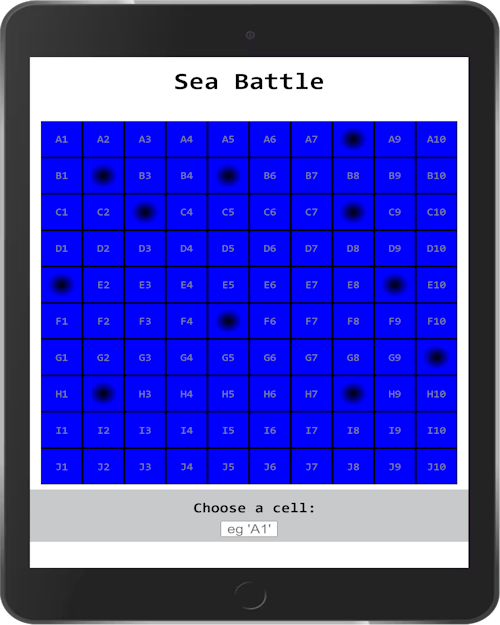 Sea Battle
A1 A2 A3 A4 A5 A6 A7 A9 A10
B1 B3 B4 B6 B7 B8 B9 B10
C1 C2 C4 C5 C6 C7 C9 C10
D1 D2 D3 D4 D5 D6 D7 D8 D9 D10
E2 E3 E4 E5 E6 E7 E8 E10
F1 F2 F3 F4 F6 F7 F8 F9 F10
G1 G2 G3 G4 G5 G6 G7 G8 G9
H1 H3 H4 H5 H6 H7 H9 H10
I1 I2 I3 I4 I5 I6 I7 I8 I9 I10
J1 J2 J3 J4 J5 J6 J7 J8 J9 J10
Choose a cell:
eg 'A1'